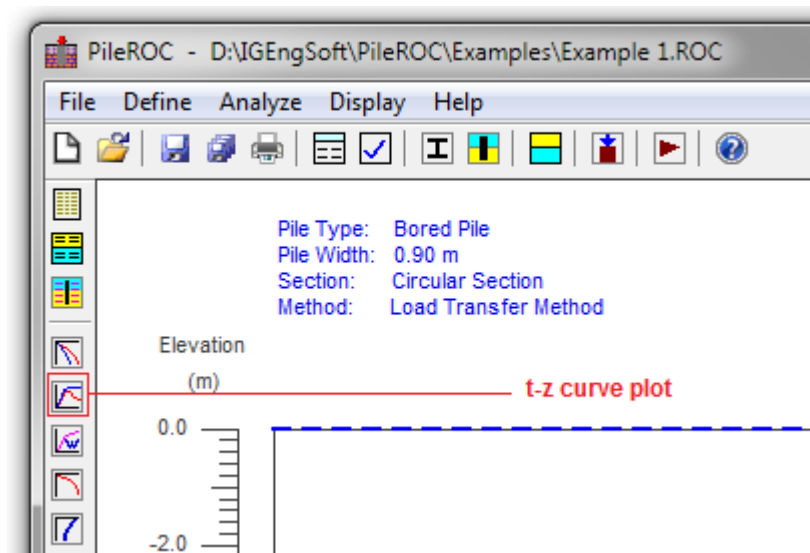 PileROC - D:\IGEngSoft\PileROC\Examples\Example 1.ROC
File Define Analyze Display Help
Pile Type: Bored Pile
Pile Width: 0.90 m
Section: Circular Section
Method: Load Transfer Method
Elevation
(m)
t-z curve plot
0.0
-2.0